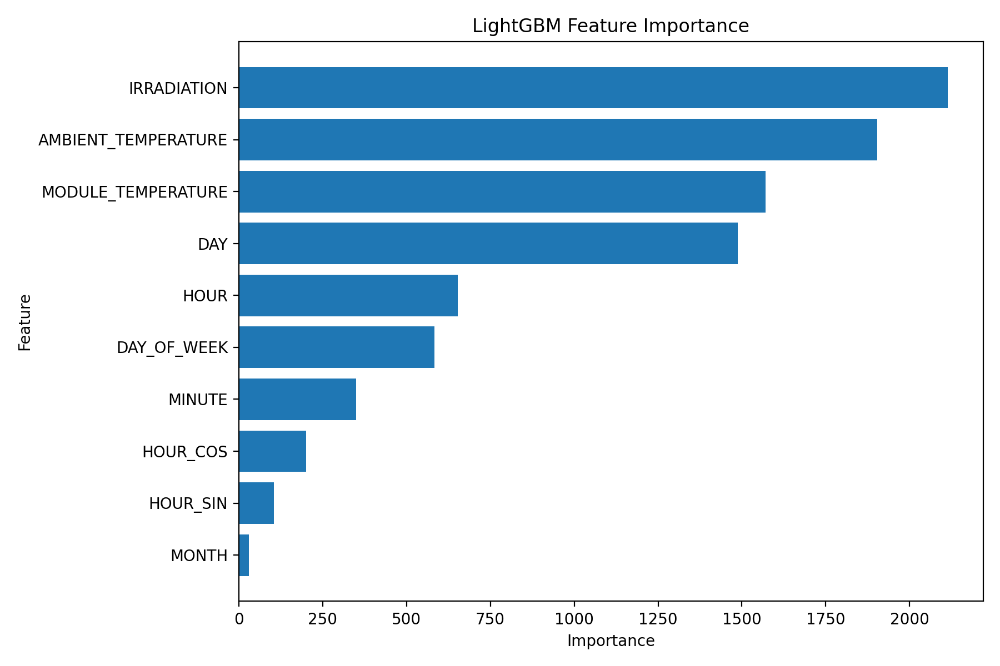 LightGBM Feature Importance
IRRADIATION
AMBIENT_TEMPERATURE
MODULE_TEMPERATURE
DAY
HOUR
DAY_OF_WEEK
MINUTE
HOUR_COS
HOUR_SIN
MONTH
Feature
0 250 500 750 1000 1250 1500 1750 2000
Importance